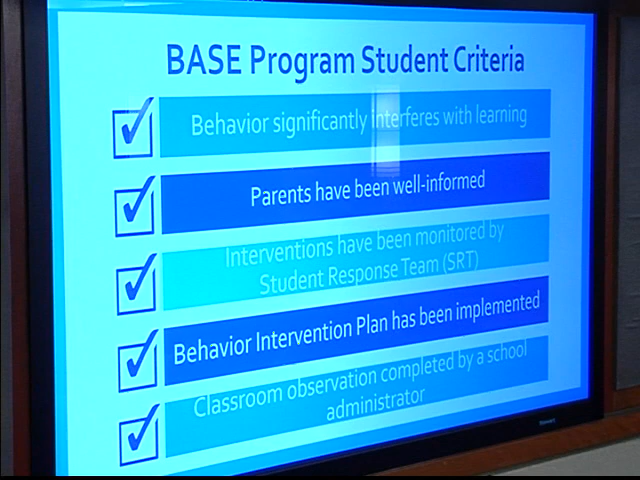 BASE Program Student Criteria
Behavior significantly interferes with learning
Parents have been well-informed
Interventions have been monitored by
Student Response Team (SRT)
Behavior Intervention Plan has been implemented
Classroom observation completed by a school
administrator